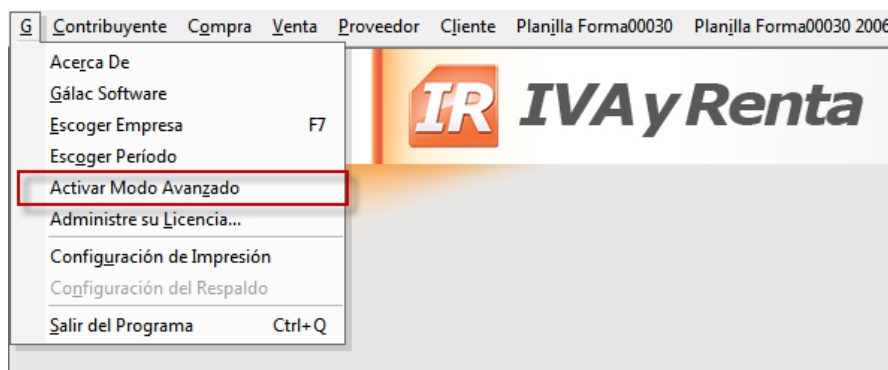 G Contribuyente Compra Venta Proveedor Cliente Planilla Forma00030 Planilla Forma00030 2006
Acerca De
Gálac Software
Escoger Empresa F7
Escoger Período
Activar Modo Avanzado
Administre su Licencia...
Configuración de Impresión
Configuración del Respaldo
Salir del Programa Ctrl+Q
IR IVA y Renta